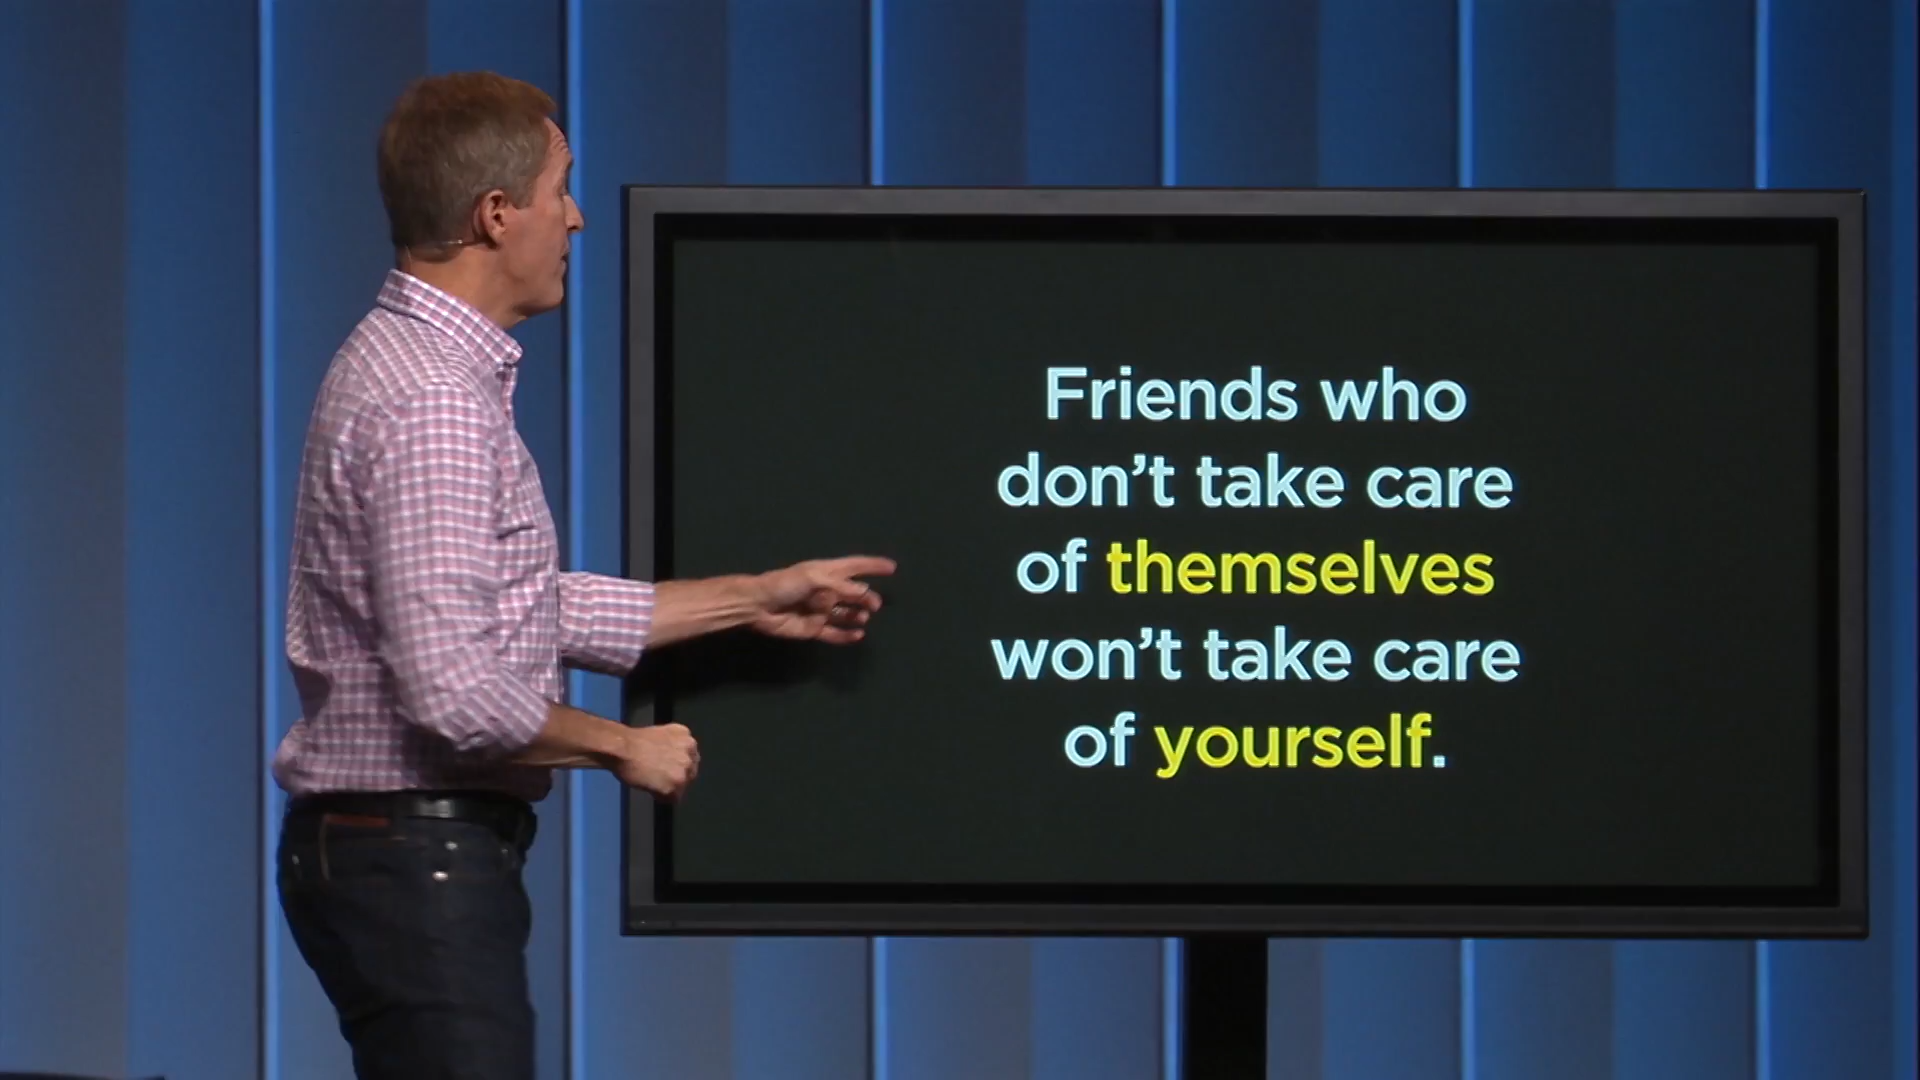 Friends who
don’t take care
of themselves
won’t take care
of yourself.